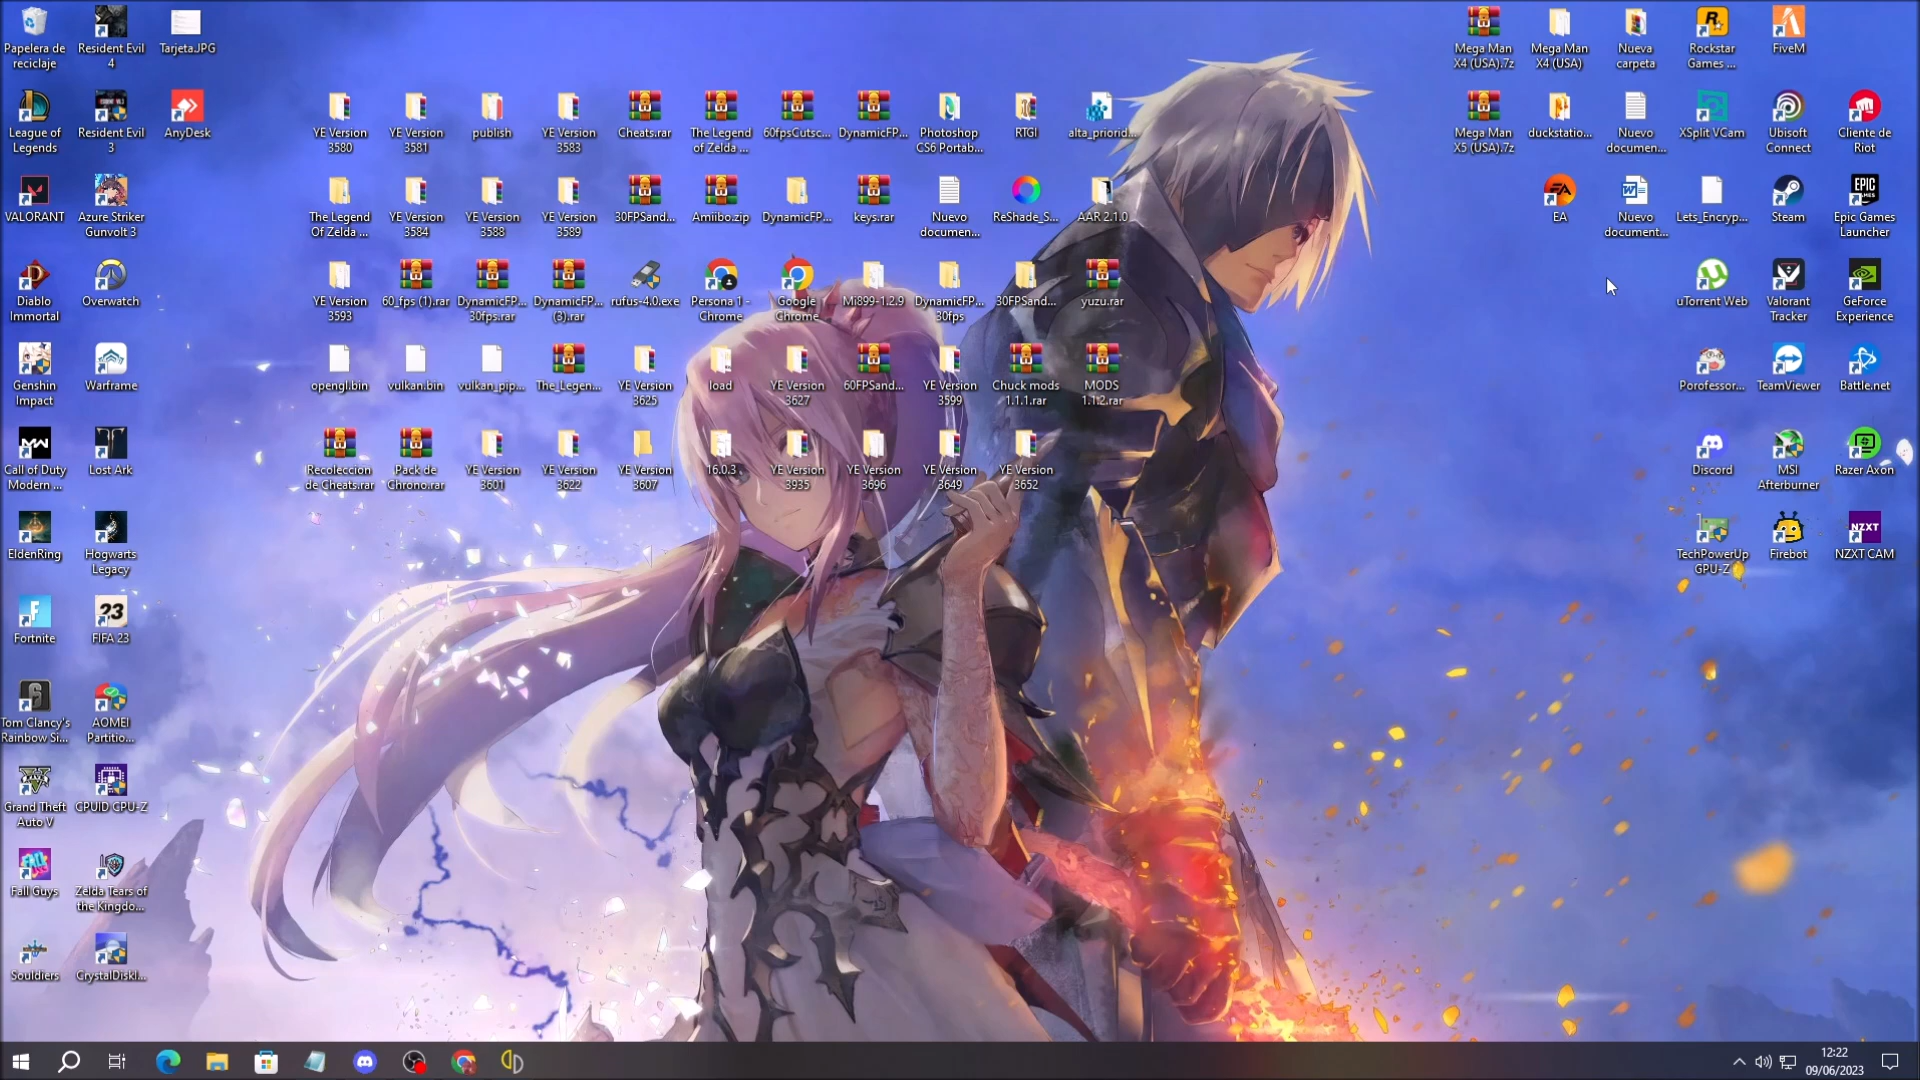 Papelera de
reciclaje
Resident Evil
4
TarjetaJPG
Mega Man
X4 (USA).7z
Mega Man
X4 (USA)
Nueva
carpeta
Rockstar
Games ...
FiveM
League of
Legends
Resident Evil
3
AnyDesk
YE Version
3580
YE Version
3581
publish
YE Version
3583
Cheats.rar
The Legend
of Zelda ...
60fpsCutsc...
DynamicFP...
Photoshop
CS6 Portab...
RTGI
alta_priorid...
Mega Man
X5 (USA).7z
duckstatio...
Nuevo
documen...
XSplit VCam
Ubisoft
Connect
Cliente de
Riot
VALORANT
Azure Striker
Gunvolt 3
The Legend
Of Zelda ...
YE Version
3584
YE Version
3588
YE Version
3589
30FPSand...
Amiibo.zip
DynamicFP...
keys.rar
Nuevo
documen...
ReShade_S...
AAR 2.1.0
EA
Nuevo
document...
Lets_Encryp...
Steam
EPIC
GAMES
Epic Games
Launcher
Diablo
Immortal
Overwatch
YE Version
3593
60_fps (1).rar
DynamicFP...
30fps.rar
DynamicFP...
(3).rar
rufus-4.0.exe
Persona 1 -
Chrome
Google
Chrome
Mi899-1.2.9
DynamicFP...
30fps
30FPSand...
yuzu.rar
uTorrent Web
Valorant
Tracker
GeForce
Experience
Genshin
Impact
Warframe
opengl.bin
vulkan.bin
vulkan_pip...
The_Legen...
YE Version
3625
load
YE Version
3627
60FPSand...
YE Version
3599
Chuck mods
1.1.1.rar
MODS
1.1.2.rar
Porofessor...
TeamViewer
Battle.net
MW
Call of Duty
Modern ...
Lost Ark
Recoleccion
de Cheats.rar
Pack de
Chrono.rar
YE Version
3601
YE Version
3622
YE Version
3607
16.0.3
YE Version
3935
YE Version
3696
YE Version
3649
YE Version
3652
Discord
MSI
Afterburner
Razer Axon
EldenRing
Hogwarts
Legacy
TechPowerUp
GPU-Z
Firebot
NZXT
NZXT CAM
Fortnite
23
FIFA 23
Tom Clancy's
Rainbow Si...
AOMEI
Partitio...
Grand Theft
Auto V
CPUID CPU-Z
Fall Guys
Zelda Tears of
the Kingdo...
Souldiers
CrystalDiskI...
12:22
09/06/2023